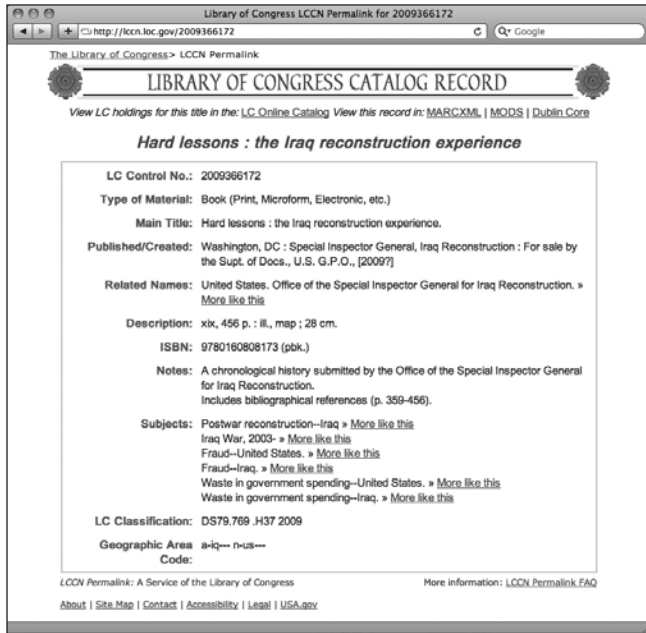 Library of Congress LCCN Permalink for 2009366172
http://lccn.loc.gov/2009366172
Google
The Library of Congress> LCCN Permalink
LIBRARY OF CONGRESS CATALOG RECORD
View LC holdings for this title in the: LC Online Catalog View this record in: MARCXML | MODS | Dublin Core
Hard lessons : the Iraq reconstruction experience
LC Control No.: 2009366172
Type of Material: Book (Print, Microform, Electronic, etc.)
Main Title: Hard lessons : the Iraq reconstruction experience.
Published/Created: Washington, DC : Special Inspector General, Iraq Reconstruction : For sale by
the Supt. of Docs., U.S. G.P.O., [2009?]
Related Names: United States. Office of the Special Inspector General for Iraq Reconstruction. »
More like this
Description: xix, 456 p. : ill., map ; 28 cm.
ISBN: 9780160808173 (pbk.)
Notes: A chronological history submitted by the Office of the Special Inspector General
for Iraq Reconstruction.
Includes bibliographical references (p. 359-456).
Subjects: Postwar reconstruction--Iraq » More like this
Iraq War, 2003- » More like this
Fraud--United States. » More like this
Fraud--Iraq. » More like this
Waste in government spending--United States. » More like this
Waste in government spending--Iraq. » More like this
LC Classification: DS79.769 .H37 2009
Geographic Area a-iq--- n-us---
Code:
LCCN Permalink: A Service of the Library of Congress More information: LCCN Permalink FAQ
About | Site Map | Contact | Accessibility | Legal | USA.gov